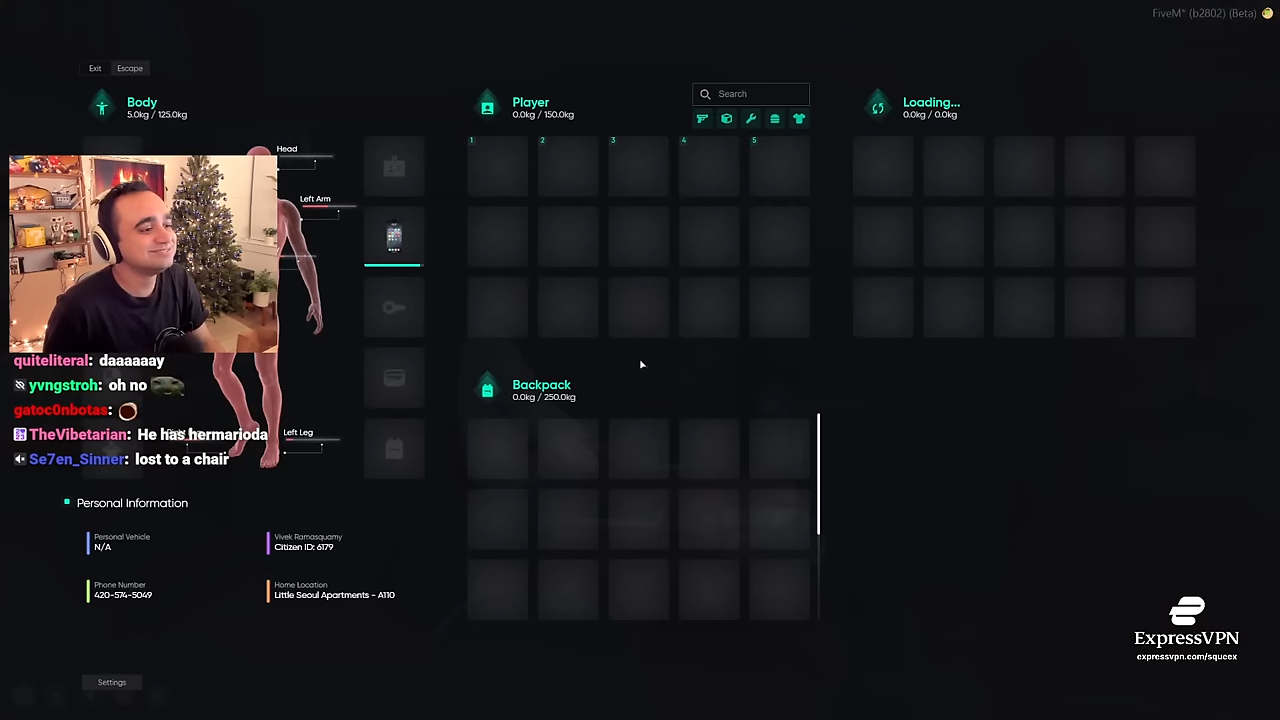 FiveM* (b2802) (Beta)
Exit
Escape
Body
5.0kg / 125.0kg
Player
0.0kg / 150.0kg
Search
Loading...
0.0kg / 0.0kg
1
2
3
4
5
Head
Left Arm
quiteliteral: daaaaaay
yvngstroh: oh no
gatoc0nbotas:
TheVibetarian: He has hermarioda
Se7en_Sinner: lost to a chair
Left Leg
Backpack
0.0kg / 250.0kg
Personal Information
Personal Vehicle
N/A
Vivek Ramasquamy
Citizen ID: 6179
Phone Number
420-574-5049
Home Location
Little Seoul Apartments - A110
Settings
ExpressVPN
expressvpn.com/squeex